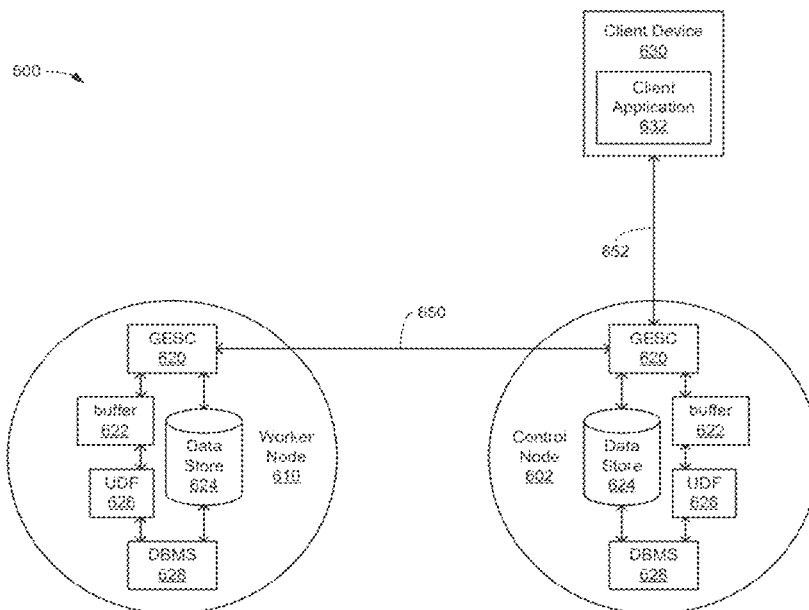 600
Client Device
630
Client
Application
632
652
650
GESC
620
buffer
622
Data
Store
624
Worker
Node
610
UDF
626
DBMS
628
GESC
620
Control
Node
602
Data
Store
624
buffer
622
UDF
626
DBMS
628